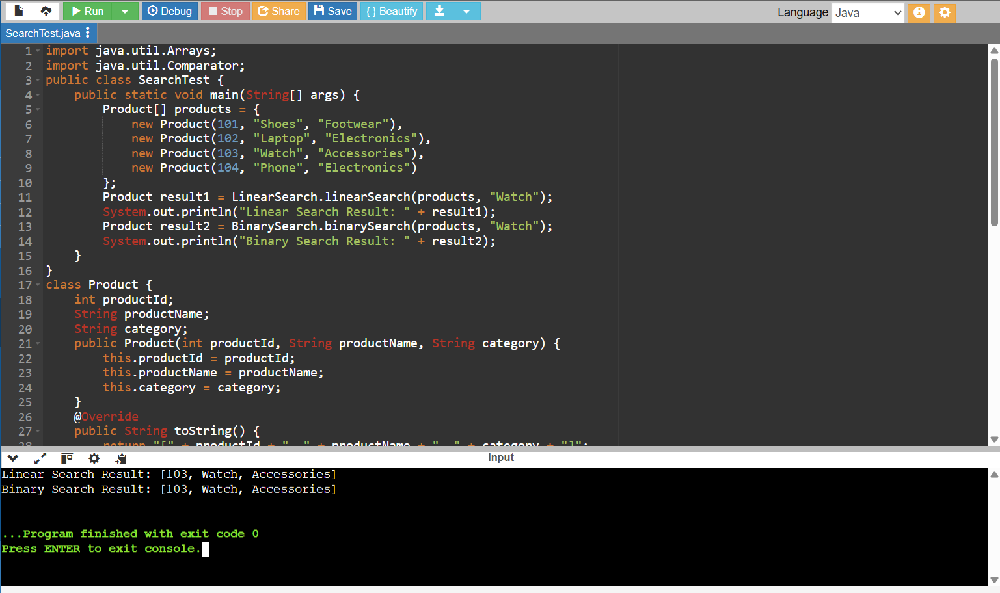 Run Debug Stop Share Save { } Beautify Language Java
SearchTest.java
1 import java.util.Arrays;
2 import java.util.Comparator;
3 public class SearchTest {
4     public static void main(String[] args) {
5         Product[] products = {
6             new Product(101, "Shoes", "Footwear"),
7             new Product(102, "Laptop", "Electronics"),
8             new Product(103, "Watch", "Accessories"),
9             new Product(104, "Phone", "Electronics")
10         };
11         Product result1 = LinearSearch.linearSearch(products, "Watch");
12         System.out.println("Linear Search Result: " + result1);
13         Product result2 = BinarySearch.binarySearch(products, "Watch");
14         System.out.println("Binary Search Result: " + result2);
15     }
16 }
17 class Product {
18     int productId;
19     String productName;
20     String category;
21     public Product(int productId, String productName, String category) {
22         this.productId = productId;
23         this.productName = productName;
24         this.category = category;
25     }
26     @Override
27     public String toString() {
28         return "[" + productId + ", " + productName + ", " + category + "]";
input
Linear Search Result: [103, Watch, Accessories]
Binary Search Result: [103, Watch, Accessories]
...Program finished with exit code 0
Press ENTER to exit console.